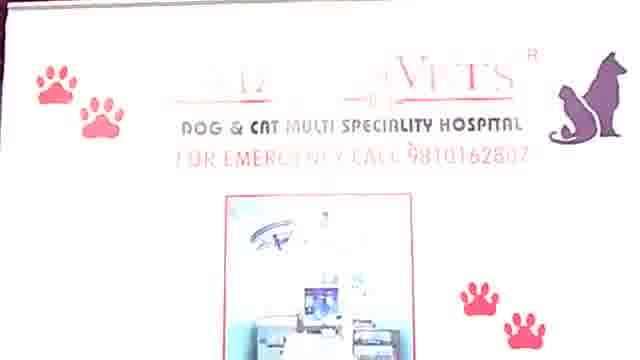 VETS®
DOG & CAT MULTI SPECIALITY HOSPITAL
FOR EMERGENCY CALL 9810162807